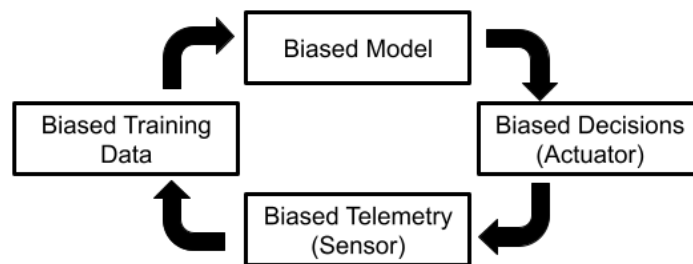 Biased Model
Biased Training
Data
Biased Decisions
(Actuator)
Biased Telemetry
(Sensor)